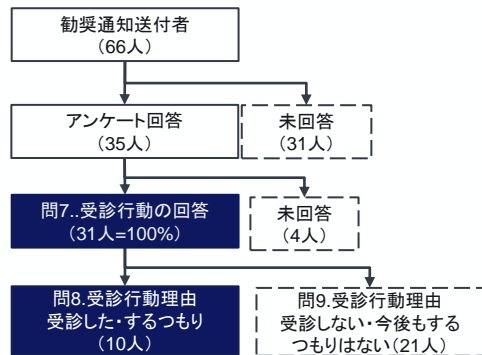 勧奨通知送付者
（66人）
アンケート回答
（35人）
未回答
（31人）
問7..受診行動の回答
（31人=100%）
未回答
（4人）
問8.受診行動理由
受診した・するつもり
（10人）
問9.受診行動理由
受診しない・今後もする
つもりはない（21人）